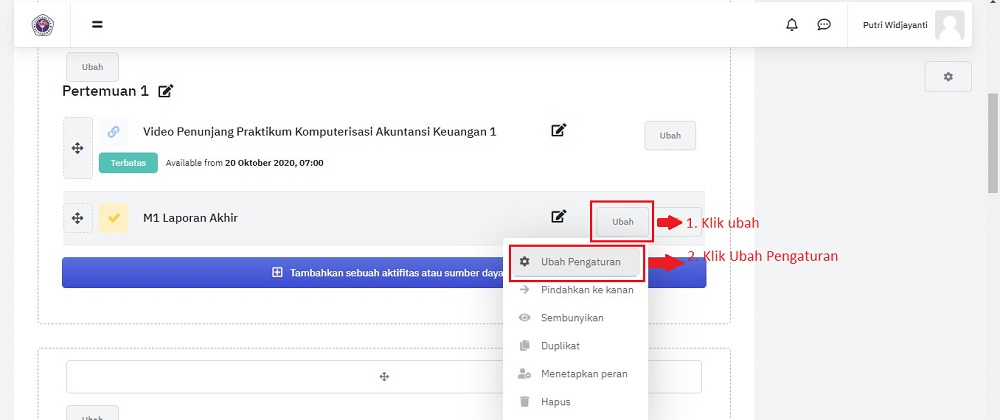 Putri Widjayanti
Ubah
Pertemuan 1
Video Penunjang Praktikum Komputerisasi Akuntansi Keuangan 1
Ubah
Terbatas Available from 20 Oktober 2020, 07:00
M1 Laporan Akhir
Ubah
1. Klik ubah
Ubah Pengaturan
2. Klik Ubah Pengaturan
Tambahkan sebuah aktifitas atau sumber daya
Pindahkan ke kanan
Sembunyikan
Duplikat
Menetapkan peran
Hapus
Ubah